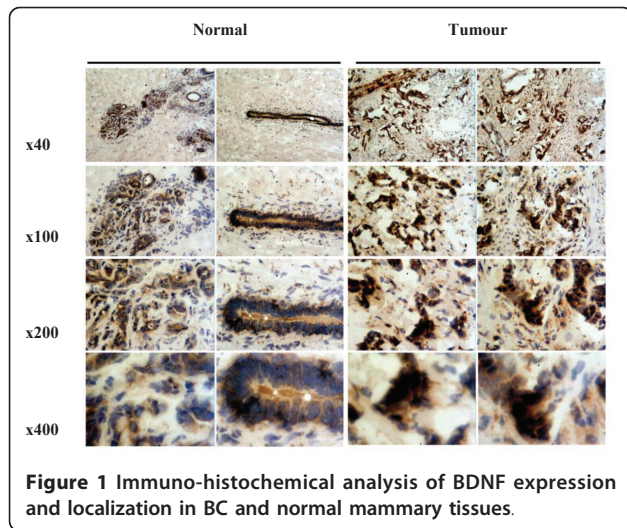 Normal Tumour
x40
x100
x200
x400
Figure 1 Immuno-histochemical analysis of BDNF expression
and localization in BC and normal mammary tissues.